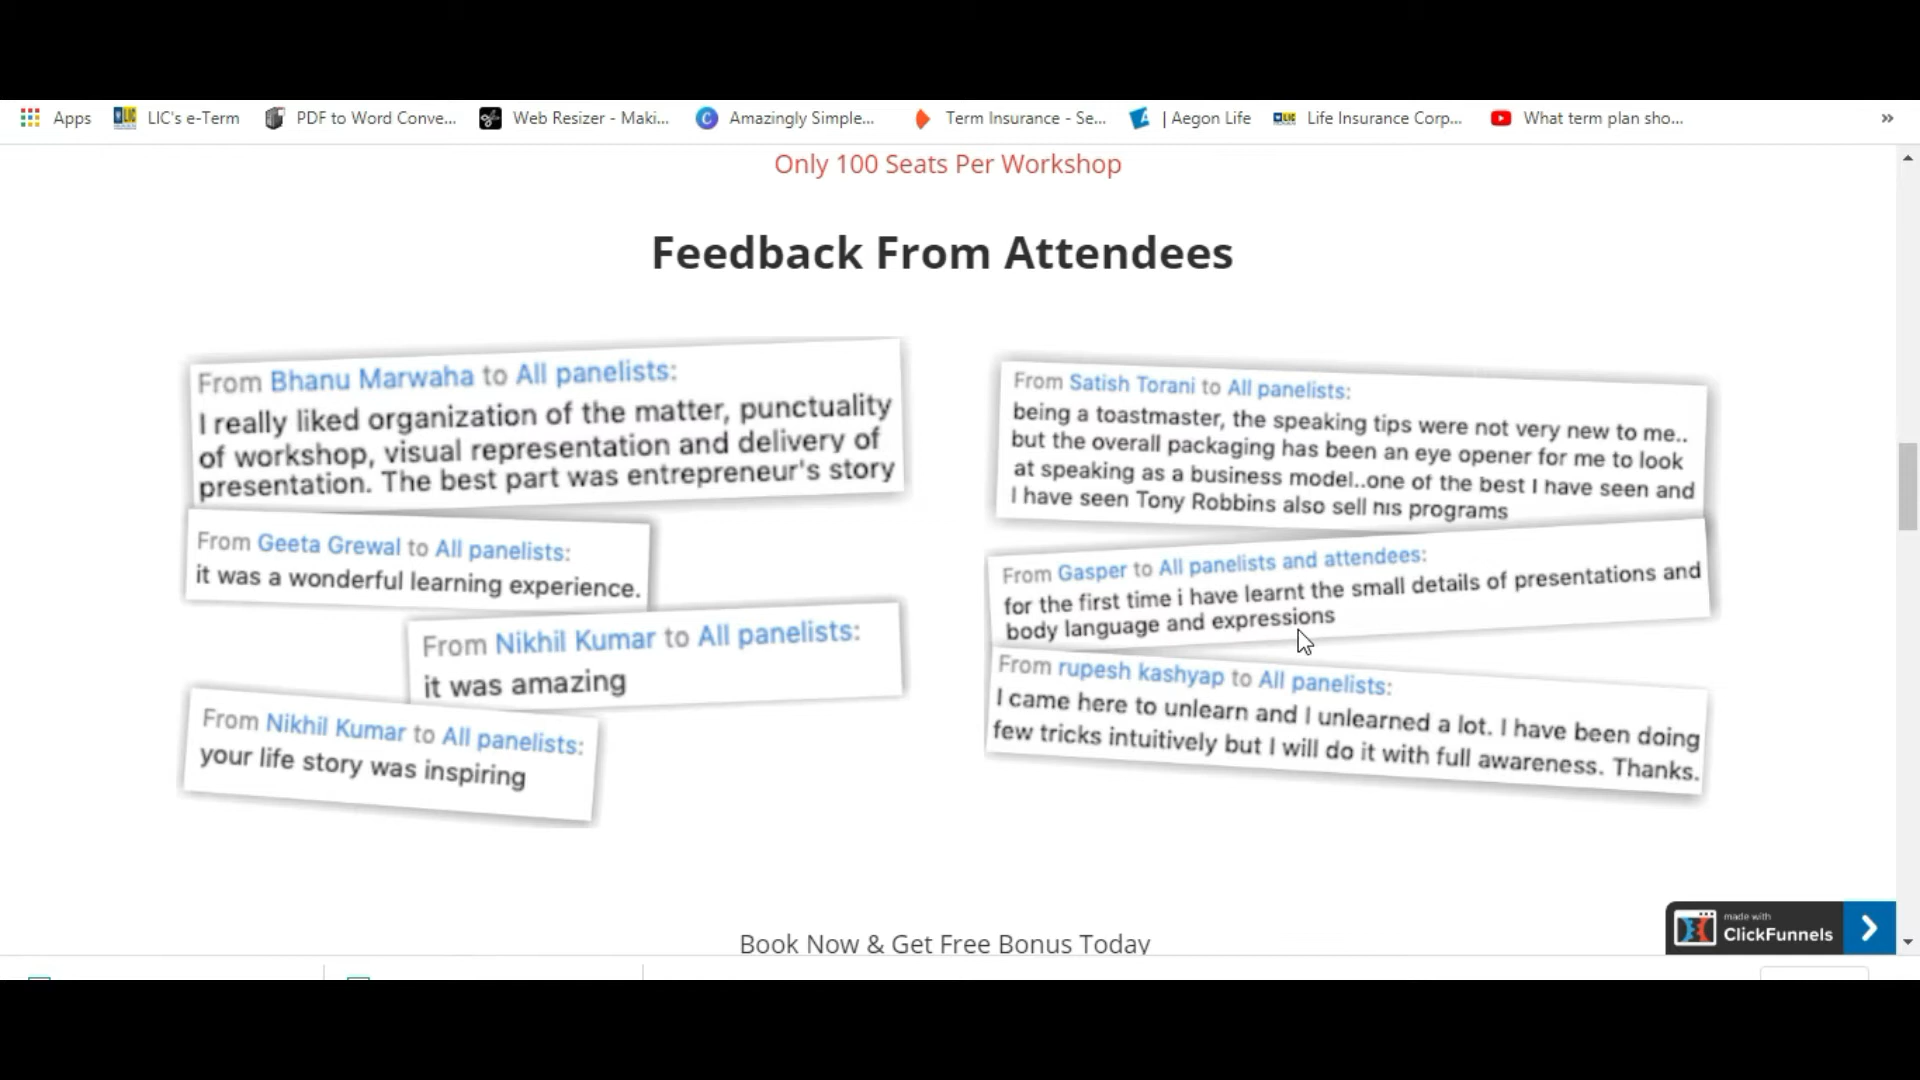 Apps LIC's e-Term PDF to Word Conve... Web Resizer - Maki... Amazingly Simple... Term Insurance - Se... | Aegon Life Life Insurance Corp... What term plan sho... »
Only 100 Seats Per Workshop
Feedback From Attendees
From Bhanu Marwaha to All panelists:
I really liked organization of the matter, punctuality
of workshop, visual representation and delivery of
presentation. The best part was entrepreneur's story
From Geeta Grewal to All panelists:
it was a wonderful learning experience.
From Nikhil Kumar to All panelists:
it was amazing
From Nikhil Kumar to All panelists:
your life story was inspiring
From Satish Torani to All panelists:
being a toastmaster, the speaking tips were not very new to me..
but the overall packaging has been an eye opener for me to look
at speaking as a business model..one of the best I have seen and
I have seen Tony Robbins also sell his programs
From Gasper to All panelists and attendees:
for the first time i have learnt the small details of presentations and
body language and expressions
From rupesh kashyap to All panelists:
I came here to unlearn and I unlearned a lot. I have been doing
few tricks intuitively but I will do it with full awareness. Thanks.
Book Now & Get Free Bonus Today
made with
ClickFunnels